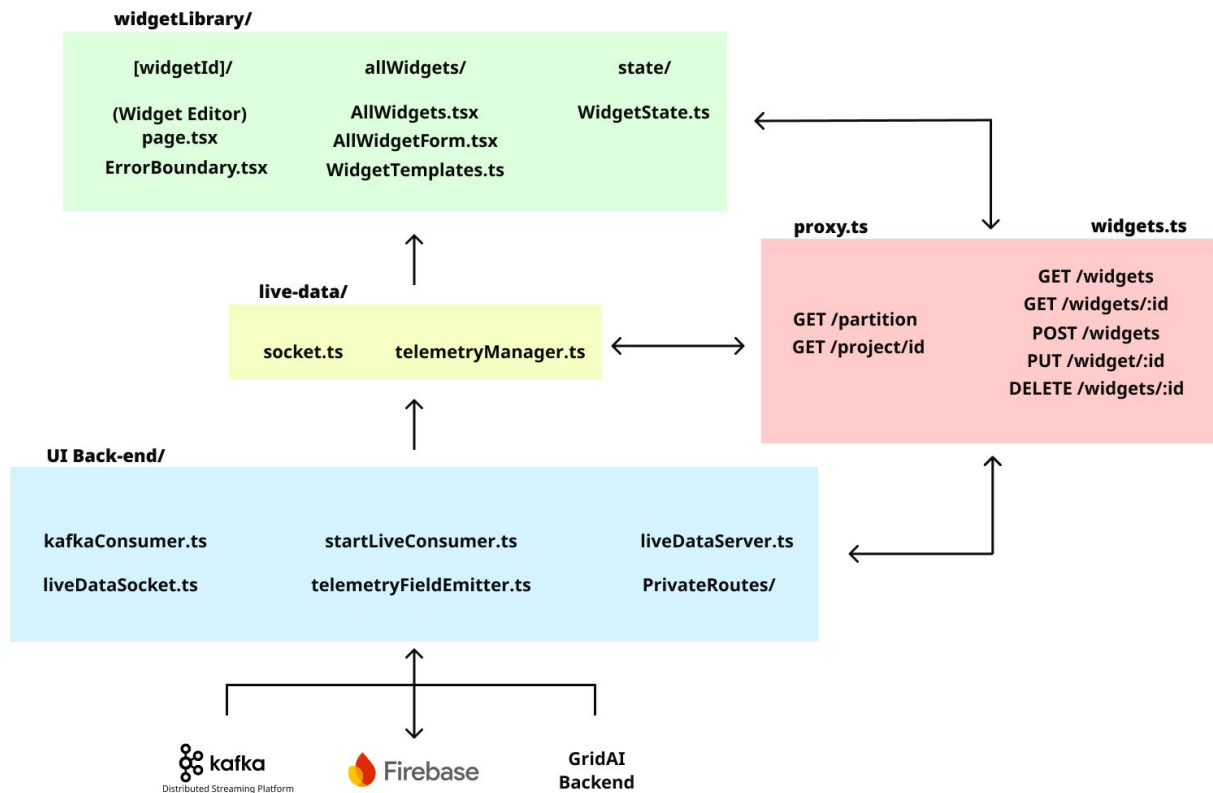 widgetLibrary/
[widgetId]/
(Widget Editor)
page.tsx
ErrorBoundary.tsx
allWidgets/
AllWidgets.tsx
AllWidgetForm.tsx
WidgetTemplates.ts
state/
WidgetState.ts
proxy.ts
GET /partition
GET /project/id
widgets.ts
GET /widgets
GET /widgets/:id
POST /widgets
PUT /widget/:id
DELETE /widgets/:id
live-data/
socket.ts
telemetryManager.ts
UI Back-end/
kafkaConsumer.ts
startLiveConsumer.ts
liveDataServer.ts
liveDataSocket.ts
telemetryFieldEmitter.ts
PrivateRoutes/
kafka
Distributed Streaming Platform
Firebase
GridAI
Backend